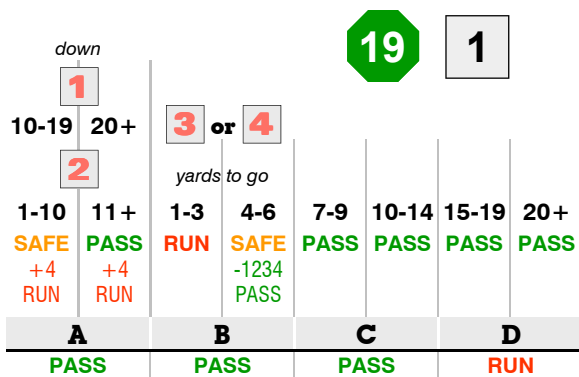 19 1
down
1
10-19 20+
3 or 4
2
yards to go
1-10 11+ 1-3 4-6 7-9 10-14 15-19 20+
SAFE PASS RUN SAFE PASS PASS PASS PASS
+4 +4 -1234
RUN RUN PASS
A B C D
PASS PASS PASS RUN